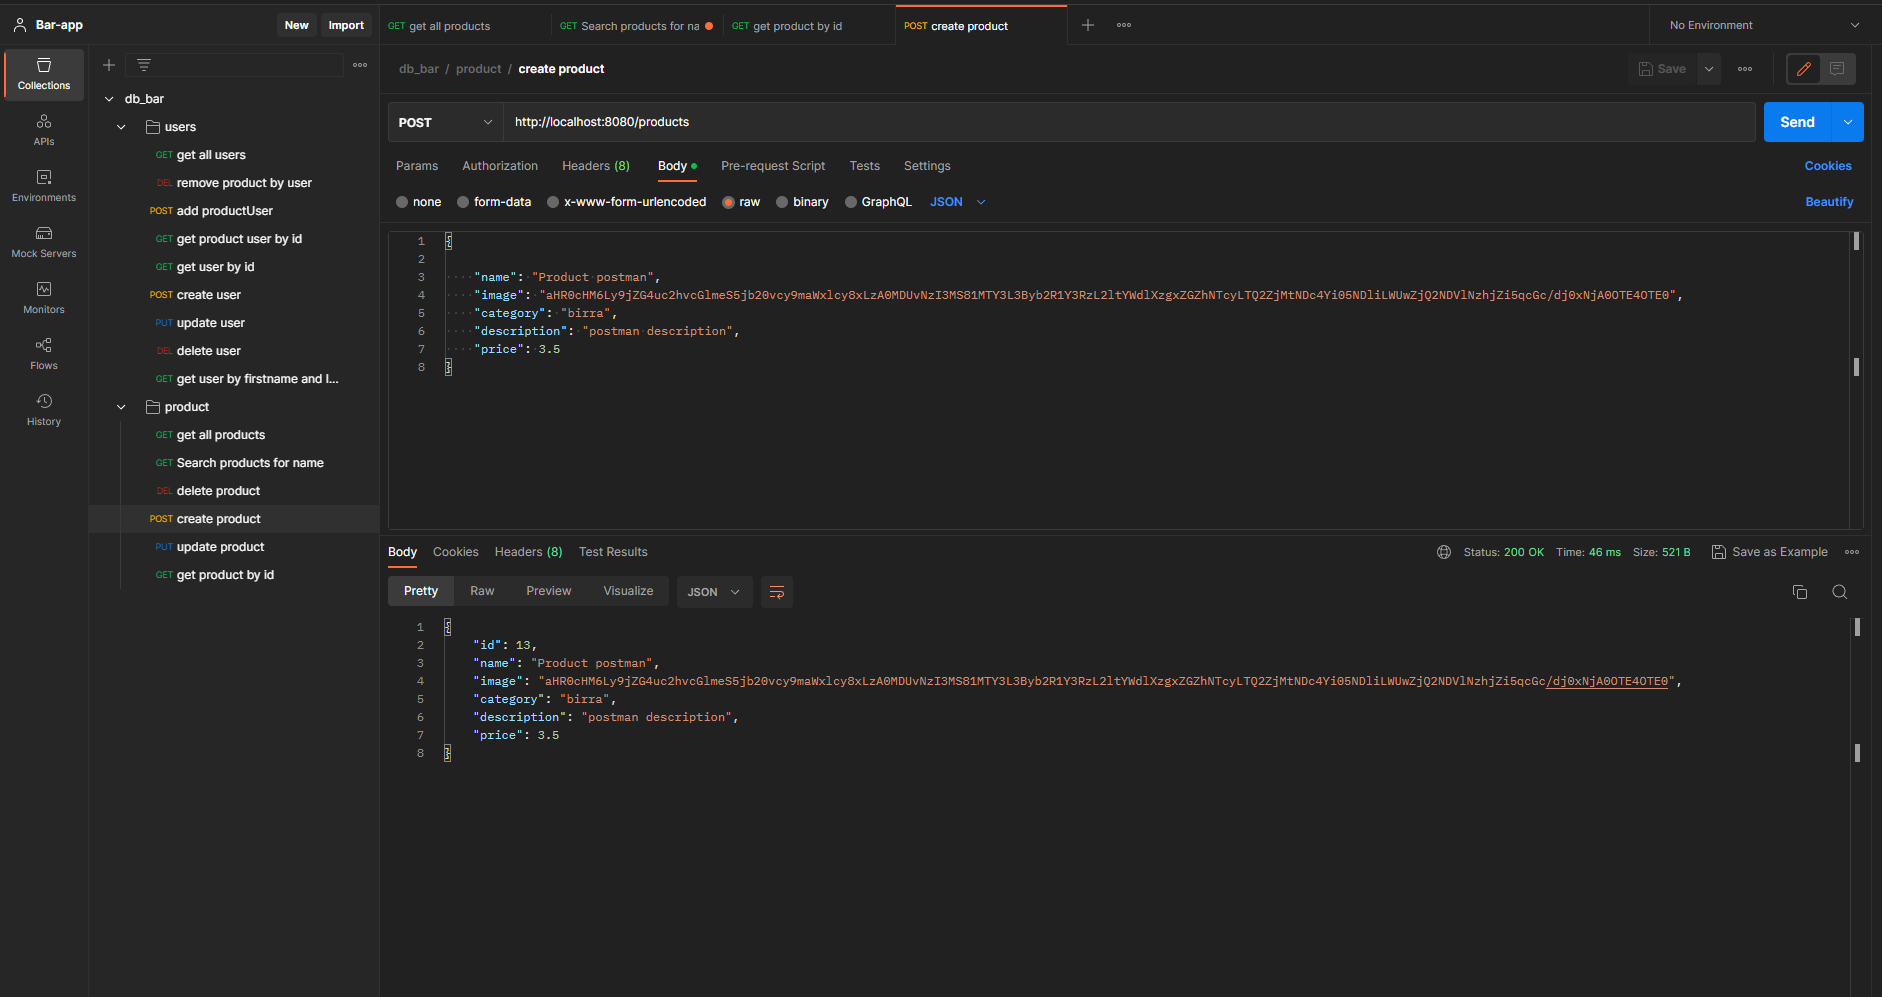 Bar-app
New
Import
GET get all products
GET Search products for na
GET get product by id
POST create product
No Environment
Collections
APIs
Environments
Mock Servers
Monitors
Flows
History
db_bar
users
GET get all users
DEL remove product by user
POST add productUser
GET get product user by id
GET get user by id
POST create user
PUT update user
DEL delete user
GET get user by firstname and l...
product
GET get all products
GET Search products for name
DEL delete product
POST create product
PUT update product
GET get product by id
db_bar / product / create product
Save
POST
http://localhost:8080/products
Send
Params
Authorization
Headers (8)
Body
Pre-request Script
Tests
Settings
Cookies
none
form-data
x-www-form-urlencoded
raw
binary
GraphQL
JSON
Beautify
1 {
2
3 "name": "Product postman",
4 "image": "aHR0cHM6Ly9jZG4uc2hvcGlmeS5jb20vcy9maWxlcy8xLzA0MDUvNzI3MS81MTY3L3Byb2R1Y3RzL2ltYWdlXzgxZGZhNTcyLTQ2ZjMtNDc4Yi05NDliLWUwZjQ2NDVlNzhjZi5qcGc/dj0xNjA0OTE4OTE0",
5 "category": "birra",
6 "description": "postman description",
7 "price": 3.5
8 }
Body
Cookies
Headers (8)
Test Results
Status: 200 OK
Time: 46 ms
Size: 521 B
Save as Example
Pretty
Raw
Preview
Visualize
JSON
1 {
2 "id": 13,
3 "name": "Product postman",
4 "image": "aHR0cHM6Ly9jZG4uc2hvcGlmeS5jb20vcy9maWxlcy8xLzA0MDUvNzI3MS81MTY3L3Byb2R1Y3RzL2ltYWdlXzgxZGZhNTcyLTQ2ZjMtNDc4Yi05NDliLWUwZjQ2NDVlNzhjZi5qcGc/dj0xNjA0OTE4OTE0",
5 "category": "birra",
6 "description": "postman description",
7 "price": 3.5
8 }